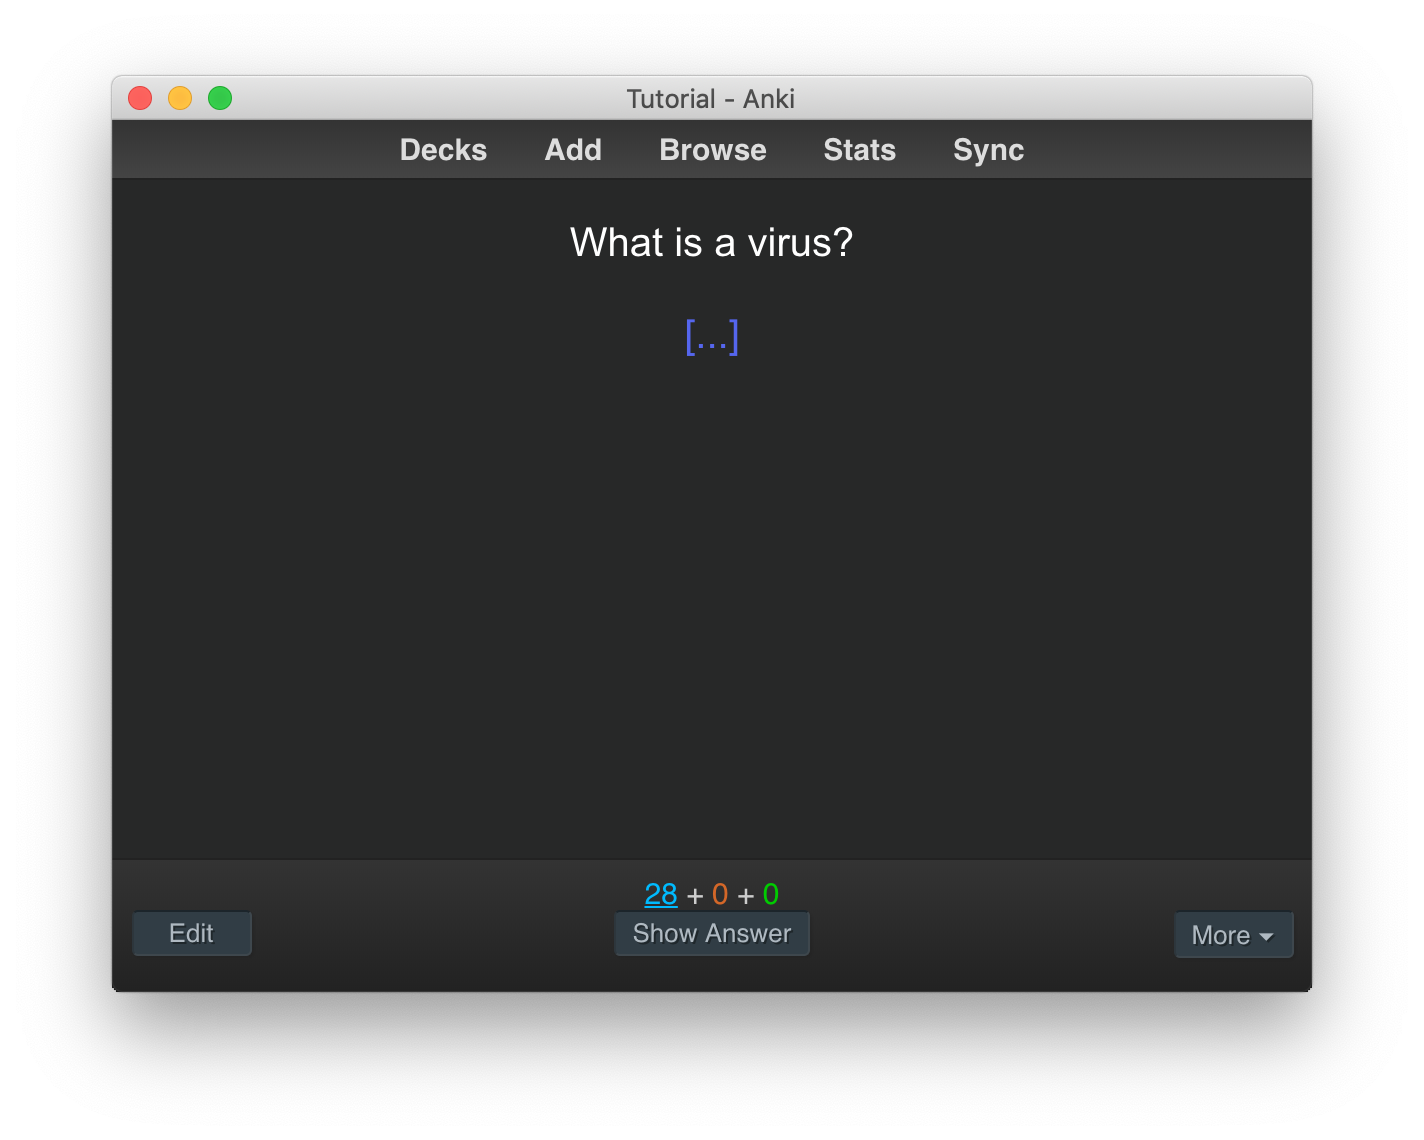 Tutorial - Anki
Decks Add Browse Stats Sync
What is a virus?
[...]
28 + 0 + 0
Edit Show Answer More